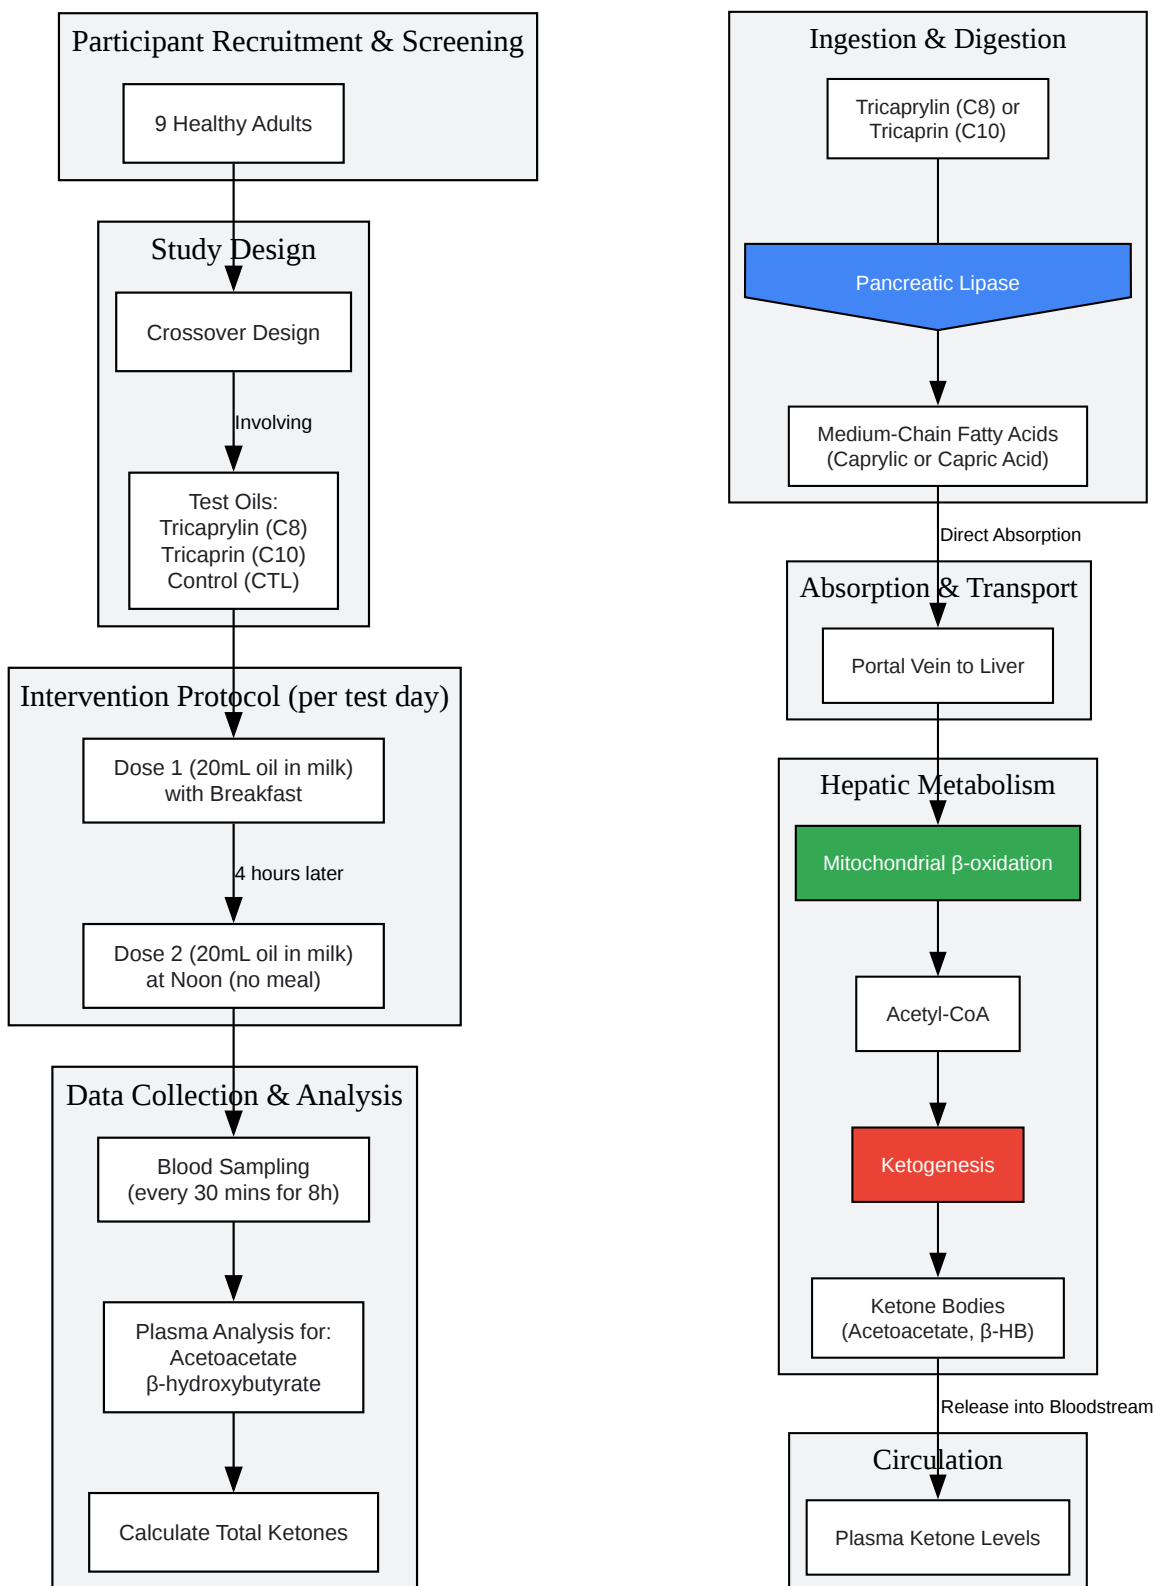 Participant Recruitment & Screening
9 Healthy Adults
Study Design
Crossover Design
Involving
Test Oils:
Tricaprylin (C8)
Tricaprin (C10)
Control (CTL)
Intervention Protocol (per test day)
Dose 1 (20mL oil in milk)
with Breakfast
4 hours later
Dose 2 (20mL oil in milk)
at Noon (no meal)
Data Collection & Analysis
Blood Sampling
(every 30 mins for 8h)
Plasma Analysis for:
Acetoacetate
β-hydroxybutyrate
Calculate Total Ketones
Ingestion & Digestion
Tricaprylin (C8) or
Tricaprin (C10)
Pancreatic Lipase
Medium-Chain Fatty Acids
(Caprylic or Capric Acid)
Direct Absorption
Absorption & Transport
Portal Vein to Liver
Hepatic Metabolism
Mitochondrial β-oxidation
Acetyl-CoA
Ketogenesis
Ketone Bodies
(Acetoacetate, β-HB)
Release into Bloodstream
Circulation
Plasma Ketone Levels